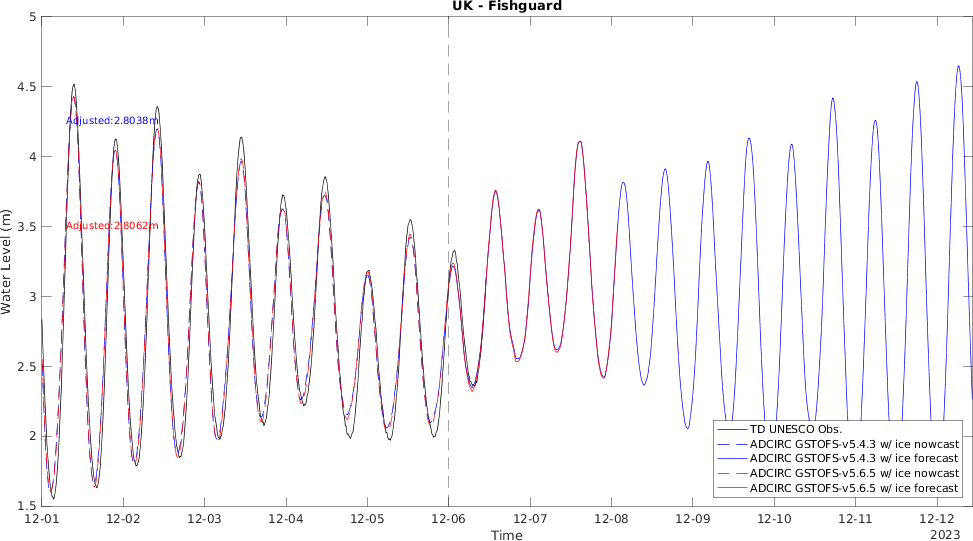 UK - Fishguard
5
4.5
Adjusted:2.8038m
4
3.5
Adjusted:2.8062m
Water Level (m)
3
2.5
2
1.5
TD UNESCO Obs.
ADCIRC GSTOFS-v5.4.3 w/ ice nowcast
ADCIRC GSTOFS-v5.4.3 w/ ice forecast
ADCIRC GSTOFS-v5.6.5 w/ ice nowcast
ADCIRC GSTOFS-v5.6.5 w/ ice forecast
12-01 12-02 12-03 12-04 12-05 12-06 12-07 12-08 12-09 12-10 12-11 12-12
Time 2023